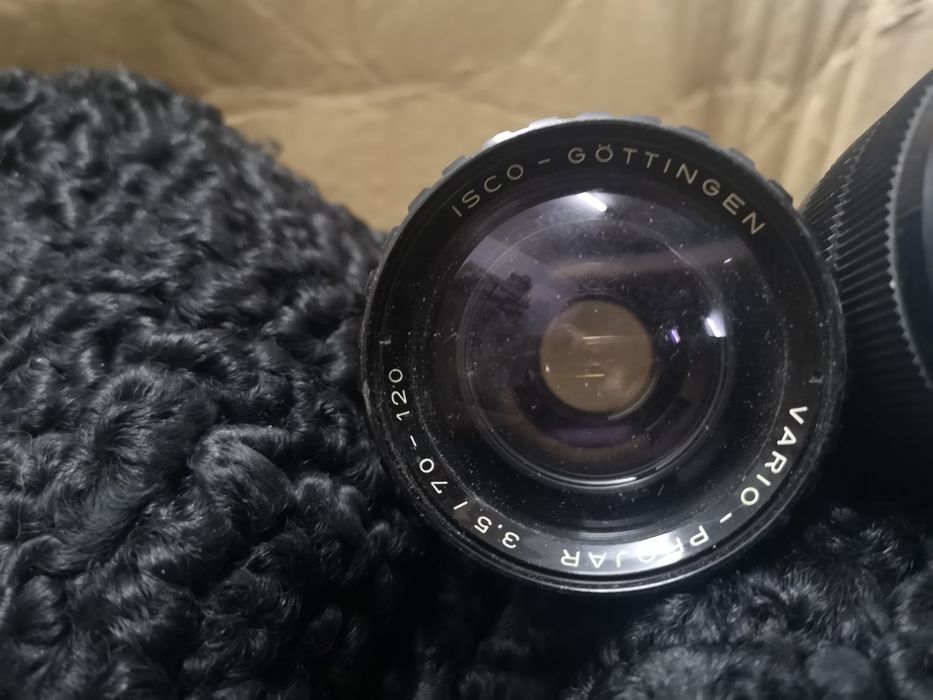 ISCO - GÖTTINGEN
VARIO - PROJAR 3,5 / 70 - 120